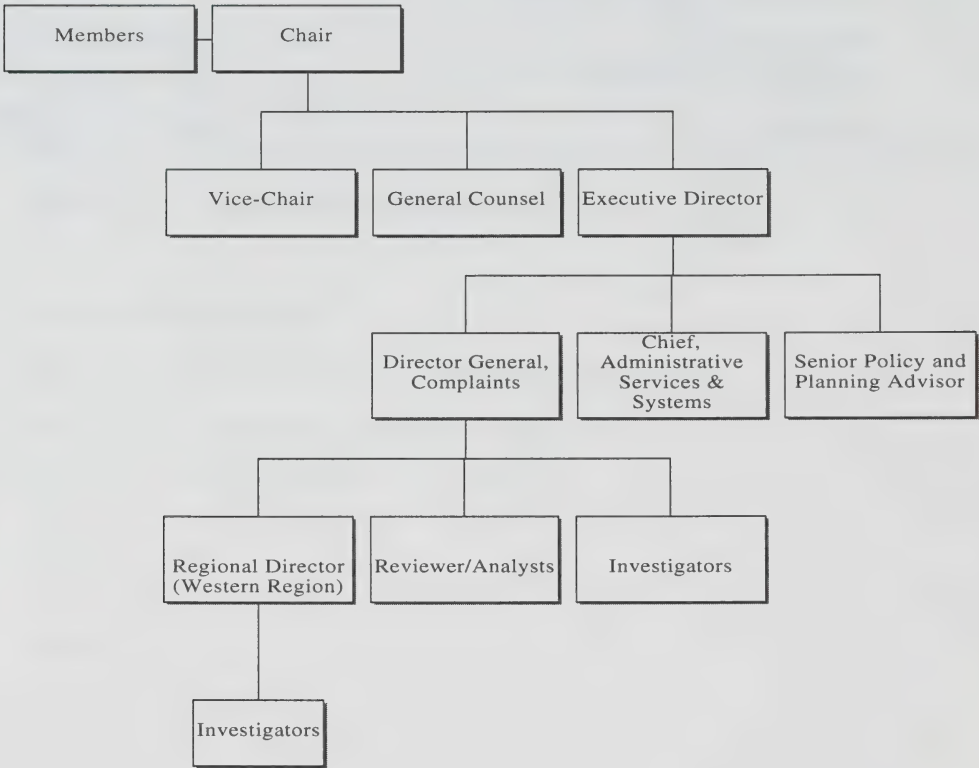 Members
Chair
Vice-Chair
General Counsel
Executive Director
Director General,
Complaints
Chief,
Administrative
Services &
Systems
Senior Policy and
Planning Advisor
Regional Director
(Western Region)
Reviewer/Analysts
Investigators
Investigators